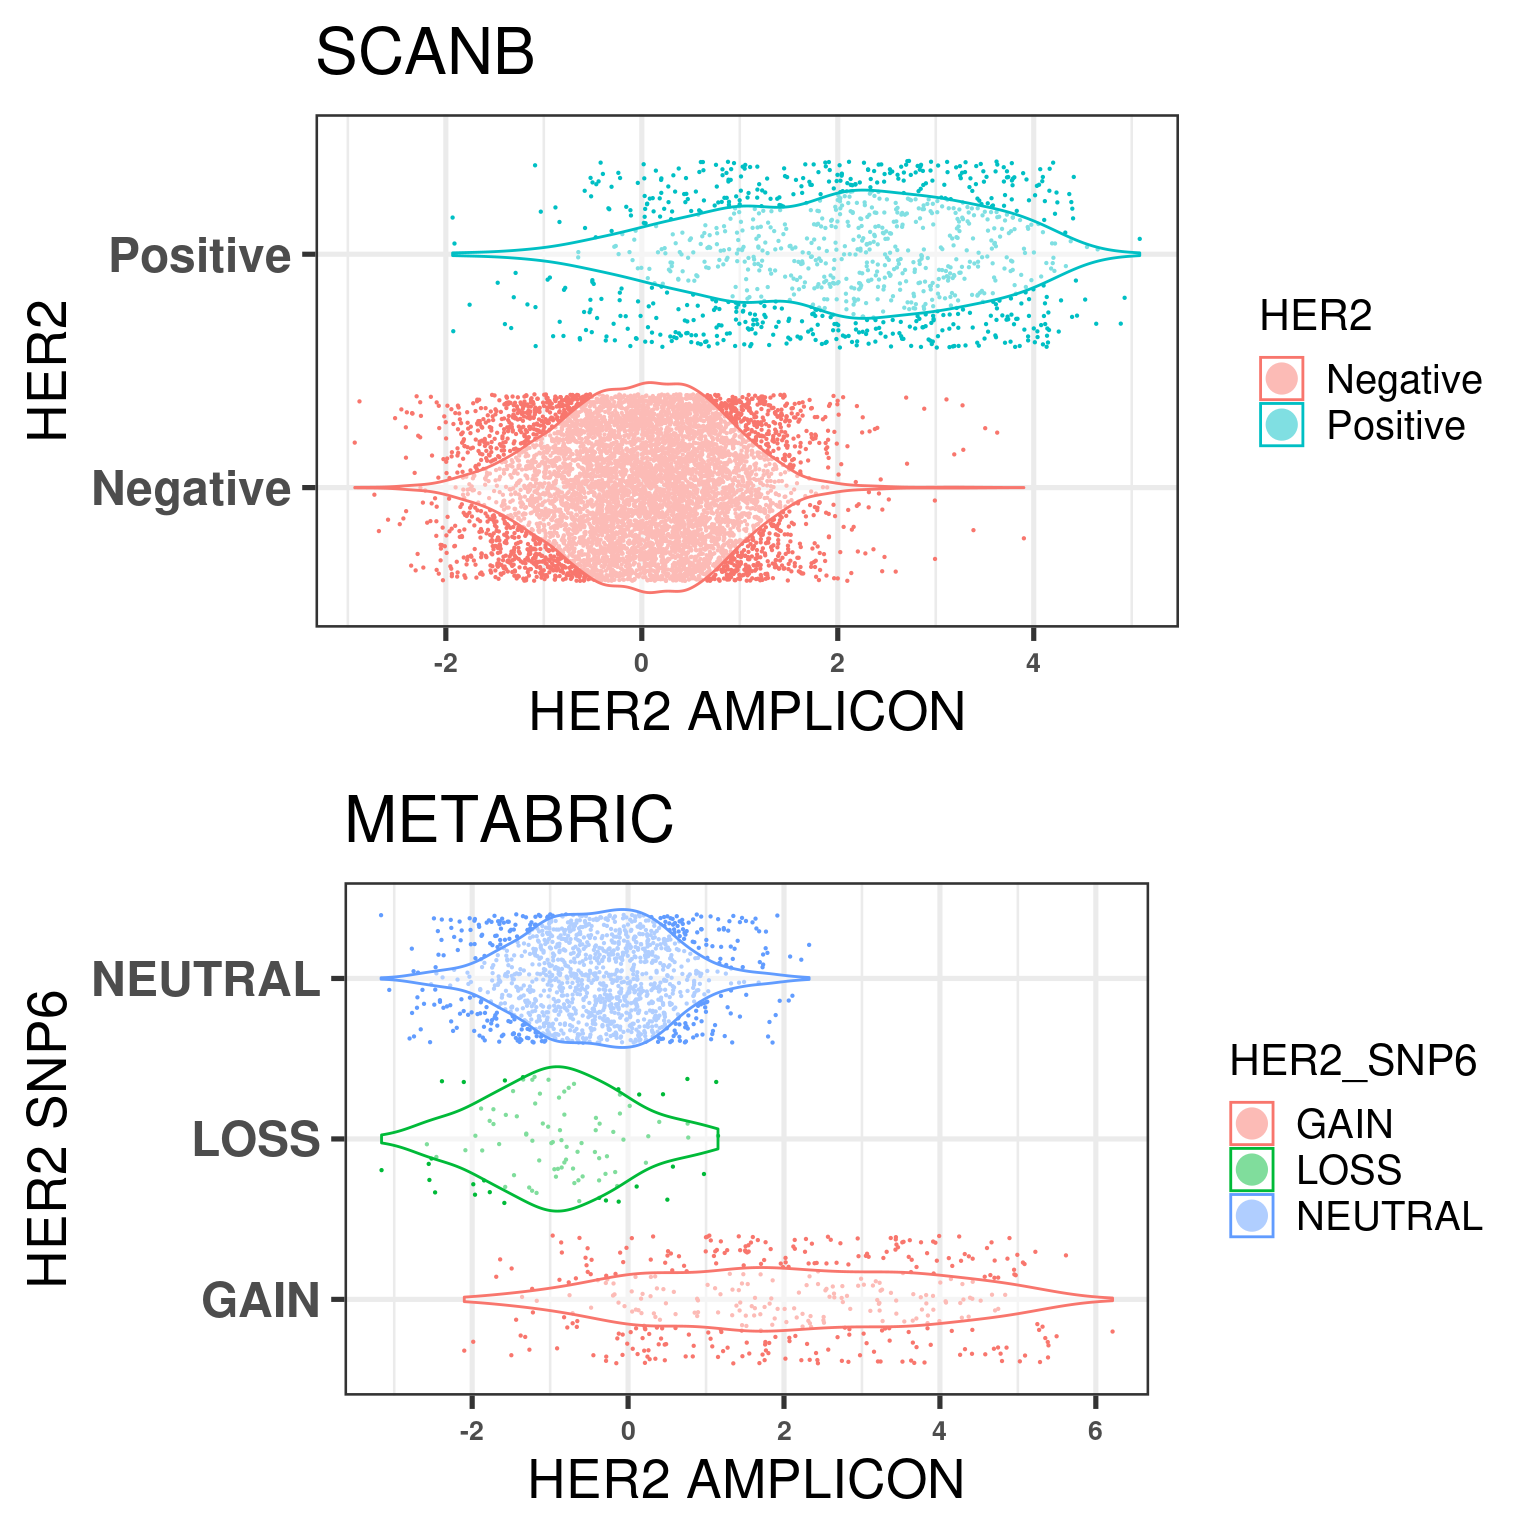 SCANB
HER2
Positive
Negative
-2 0 2 4
HER2 AMPLICON
HER2
Negative
Positive
METABRIC
HER2 SNP6
NEUTRAL
LOSS
GAIN
-2 0 2 4 6
HER2 AMPLICON
HER2_SNP6
GAIN
LOSS
NEUTRAL